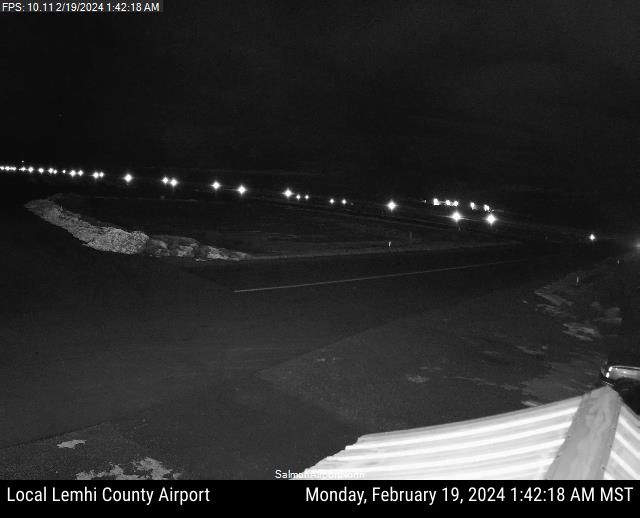 FPS: 10.11 2/19/2024 1:42:18 AM
Local Lemhi County Airport
Monday, February 19, 2024 1:42:18 AM MST